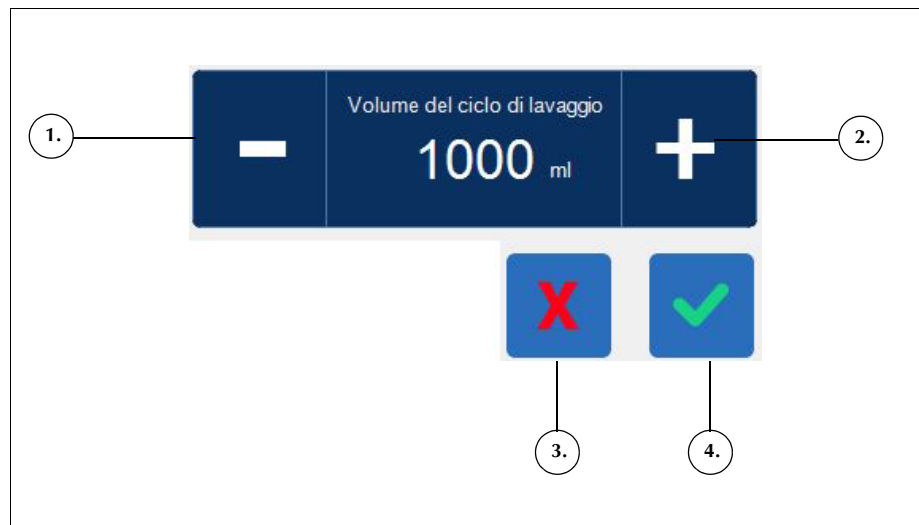 Volume del ciclo di lavaggio
1.
-
1000 ml
+
2.
X
3.
4.